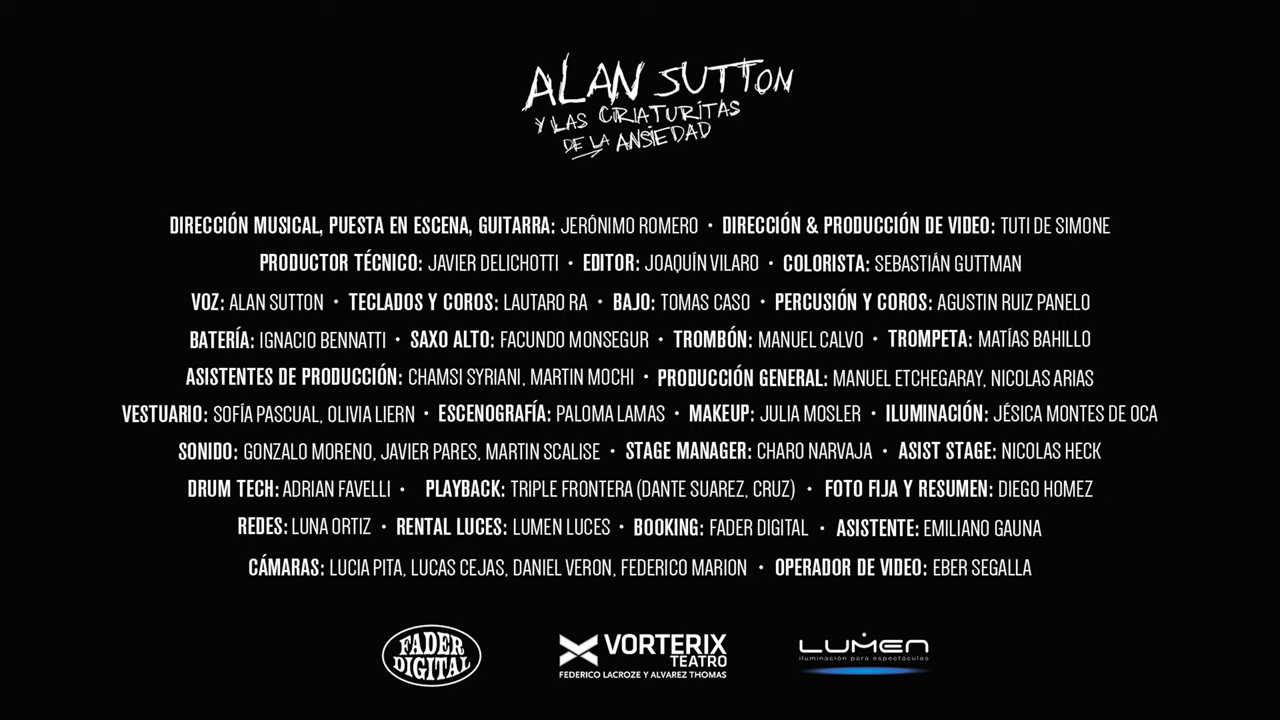 ALAN SUTTON
Y LAS CRIATURITAS
DE LA ANSIEDAD
DIRECCIÓN MUSICAL, PUESTA EN ESCENA, GUITARRA: JERÓNIMO ROMERO • DIRECCIÓN & PRODUCCIÓN DE VIDEO: TUTI DE SIMONE
PRODUCTOR TÉCNICO: JAVIER DELICHOTTI • EDITOR: JOAQUÍN VILARO • COLORISTA: SEBASTIÁN GUTTMAN
VOZ: ALAN SUTTON • TECLADOS Y COROS: LAUTARO RA • BAJO: TOMAS CASO • PERCUSIÓN Y COROS: AGUSTIN RUIZ PANELO
BATERÍA: IGNACIO BENNATTI • SAXO ALTO: FACUNDO MONSEGUR • TROMBÓN: MANUEL CALVO • TROMPETA: MATÍAS BAHILLO
ASISTENTES DE PRODUCCIÓN: CHAMSI SYRIANI, MARTIN MOCHI • PRODUCCIÓN GENERAL: MANUEL ETCHEGARAY, NICOLAS ARIAS
VESTUARIO: SOFÍA PASCUAL, OLIVIA LIERN • ESCENOGRAFÍA: PALOMA LAMAS • MAKEUP: JULIA MOSLER • ILUMINACIÓN: JÉSICA MONTES DE OCA
SONIDO: GONZALO MORENO, JAVIER PARES, MARTIN SCALISE • STAGE MANAGER: CHARO NARVAJA • ASIST STAGE: NICOLAS HECK
DRUM TECH: ADRIAN FAVELLI • PLAYBACK: TRIPLE FRONTERA (DANTE SUAREZ, CRUZ) • FOTO FIJA Y RESUMEN: DIEGO HOMEZ
REDES: LUNA ORTIZ • RENTAL LUCES: LUMEN LUCES • BOOKING: FADER DIGITAL • ASISTENTE: EMILIANO GAUNA
CÁMARAS: LUCIA PITA, LUCAS CEJAS, DANIEL VERON, FEDERICO MARION • OPERADOR DE VIDEO: EBER SEGALLA
FADER
DIGITAL
VORTERIX
TEATRO
FEDERICO LACROZE Y ALVAREZ THOMAS
LUMEN
iluminación para espectáculos